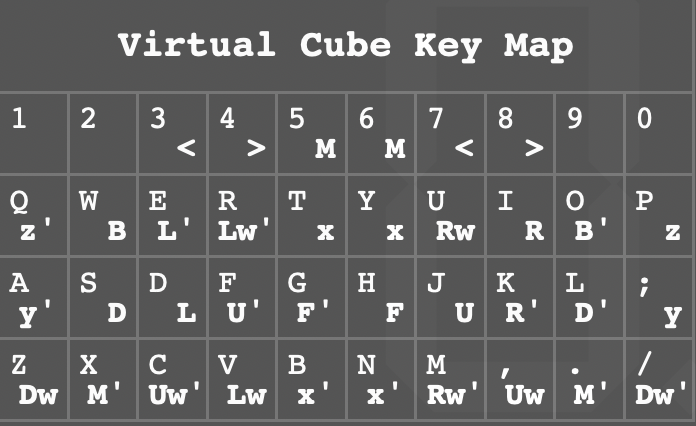 Virtual Cube Key Map
1 2 3 4 5 6 7 8 9 0
< > M M < >
Q W E R T Y U I O P
z' B L' Lw' x x Rw R B' z
A S D F G H J K L ;
y' D L U' F' F U R' D' y
Z X C V B N M , . /
Dw M' Uw' Lw x' x' Rw' Uw M' Dw'